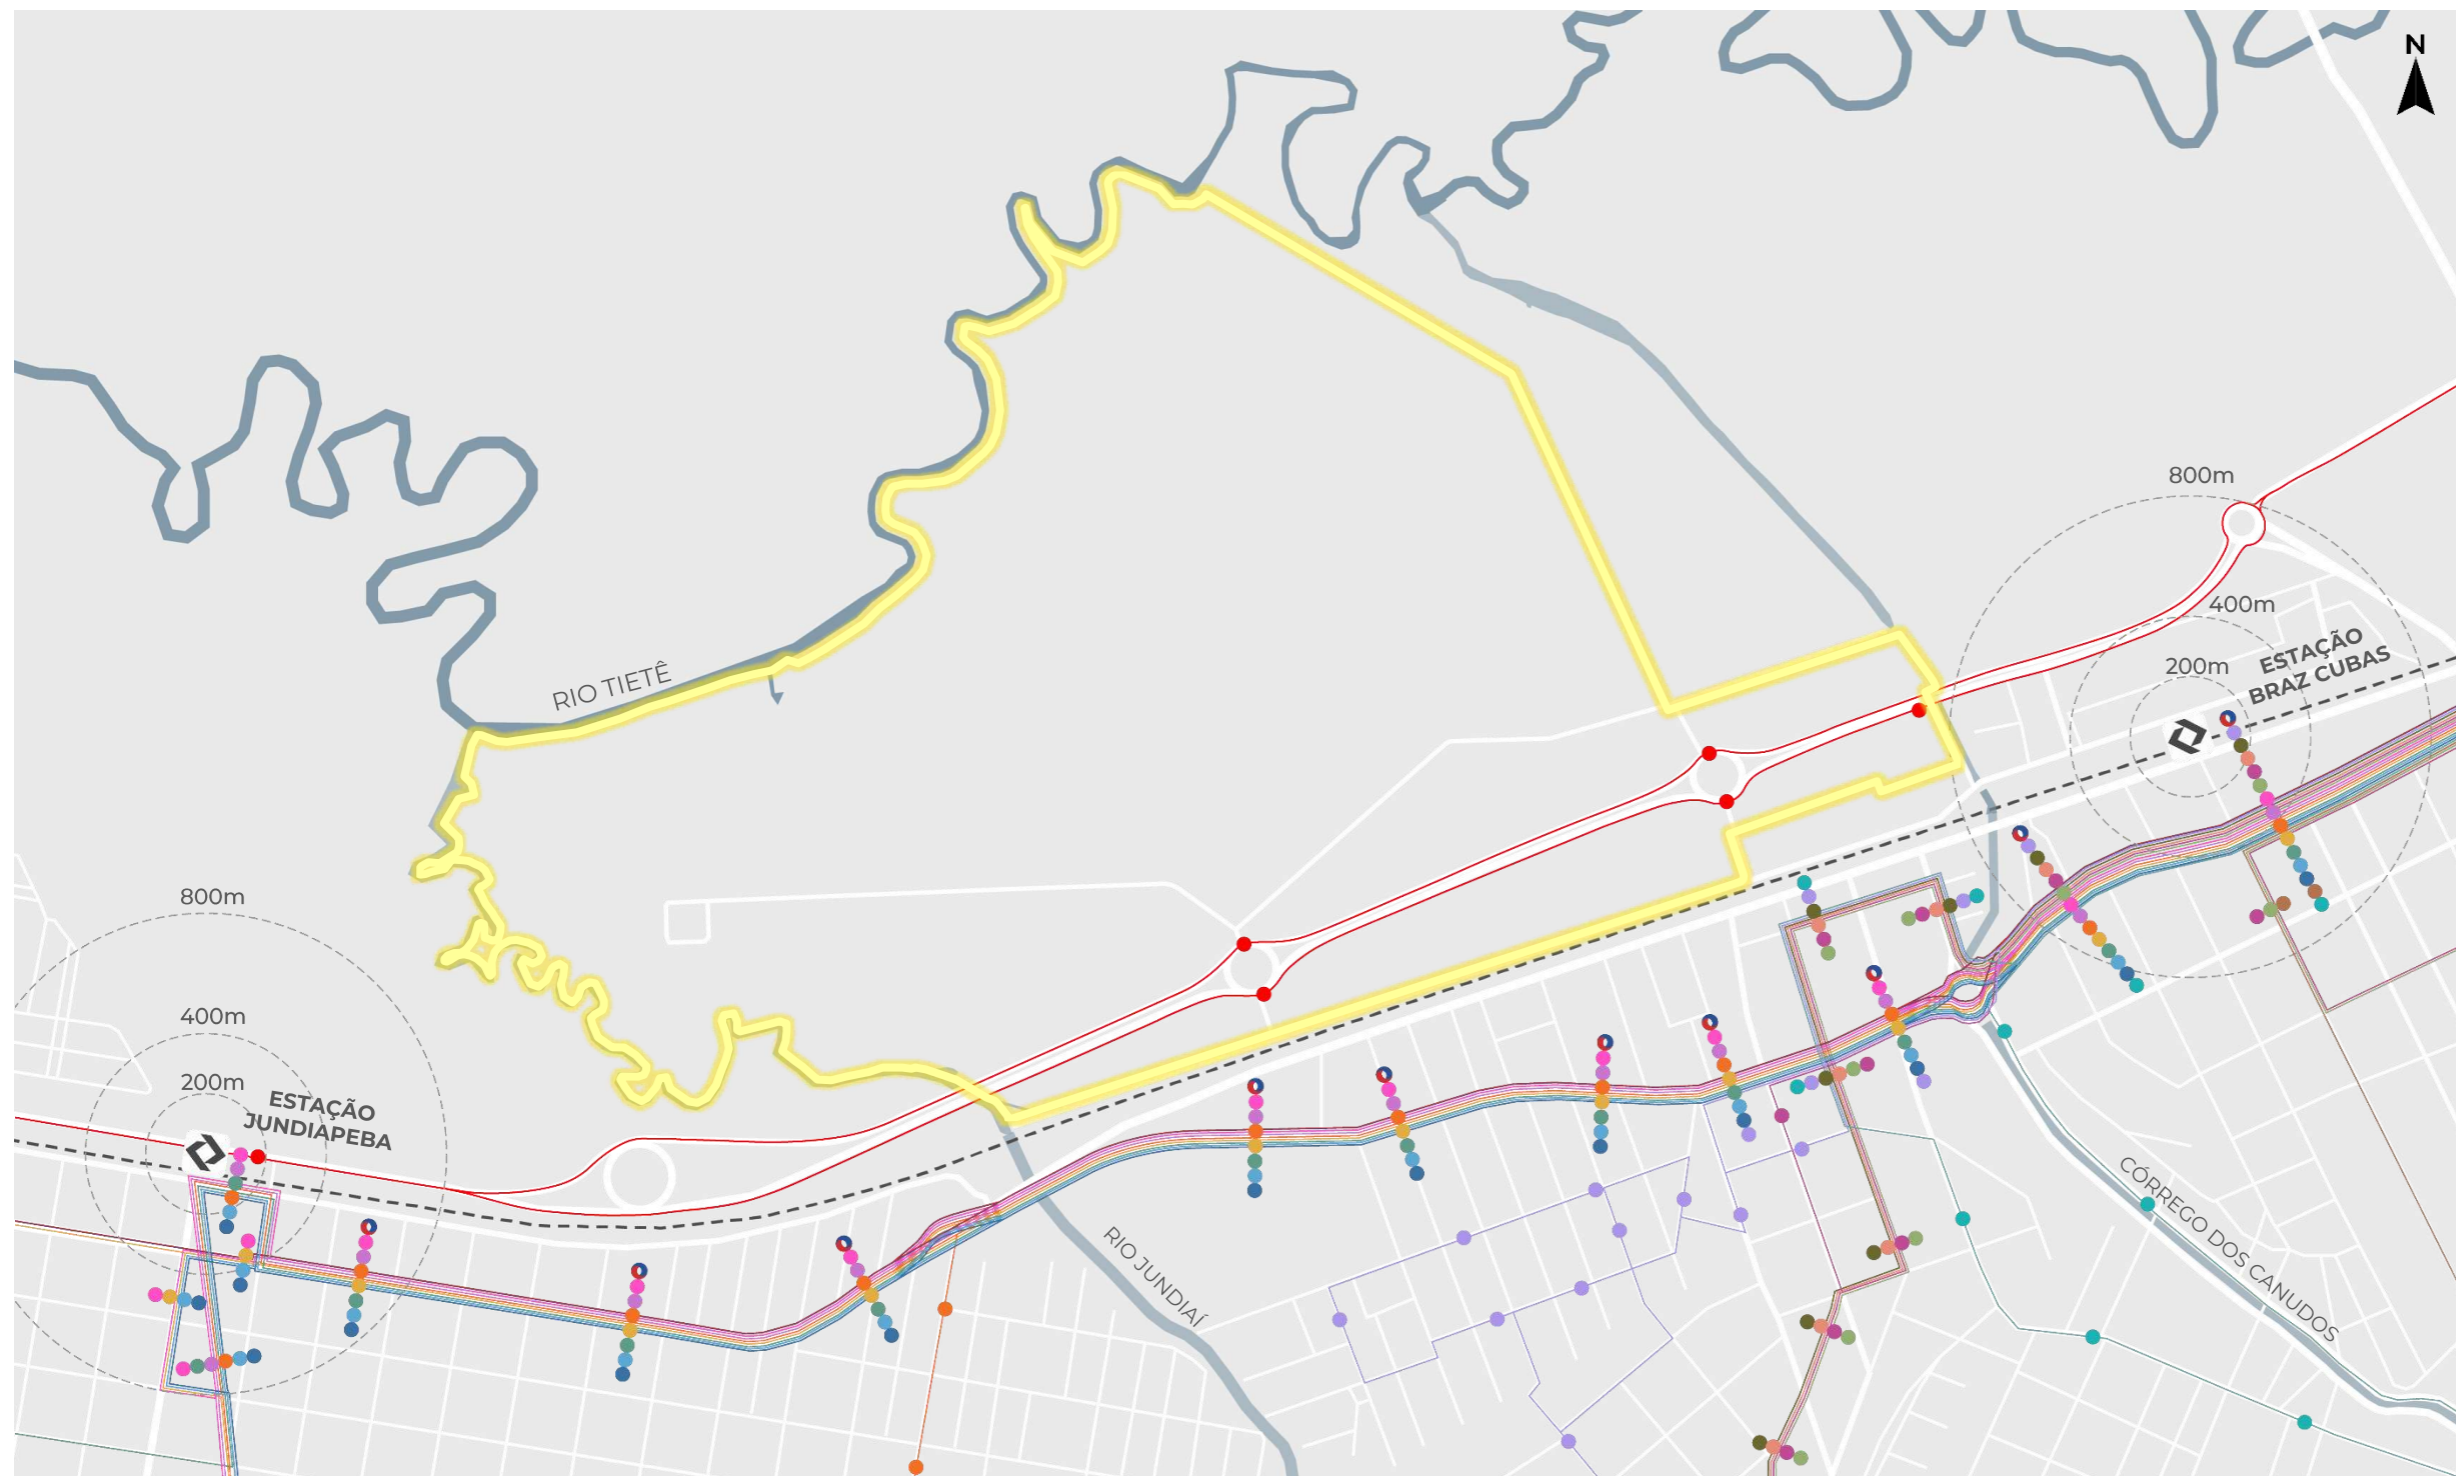 N
800m
400m
ESTAÇÃO
BRAZ CUBAS
200m
RIO TIETÊ
800m
400m
200m
ESTAÇÃO
JUNDIAPEBA
RIO JUNDIAÍ
CÓRREGO DOS CANUDOS